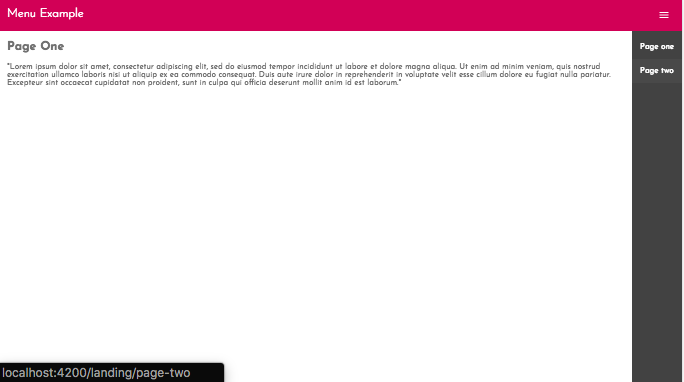 Menu Example
Page One
"Lorem ipsum dolor sit amet, consectetur adipiscing elit, sed do eiusmod tempor incididunt ut labore et dolore magna aliqua. Ut enim ad minim veniam, quis nostrud
exercitation ullamco laboris nisi ut aliquip ex ea commodo consequat. Duis aute irure dolor in reprehenderit in voluptate velit esse cillum dolore eu fugiat nulla pariatur.
Excepteur sint occaecat cupidatat non proident, sunt in culpa qui officia deserunt mollit anim id est laborum."
Page one
Page two
localhost:4200/landing/page-two